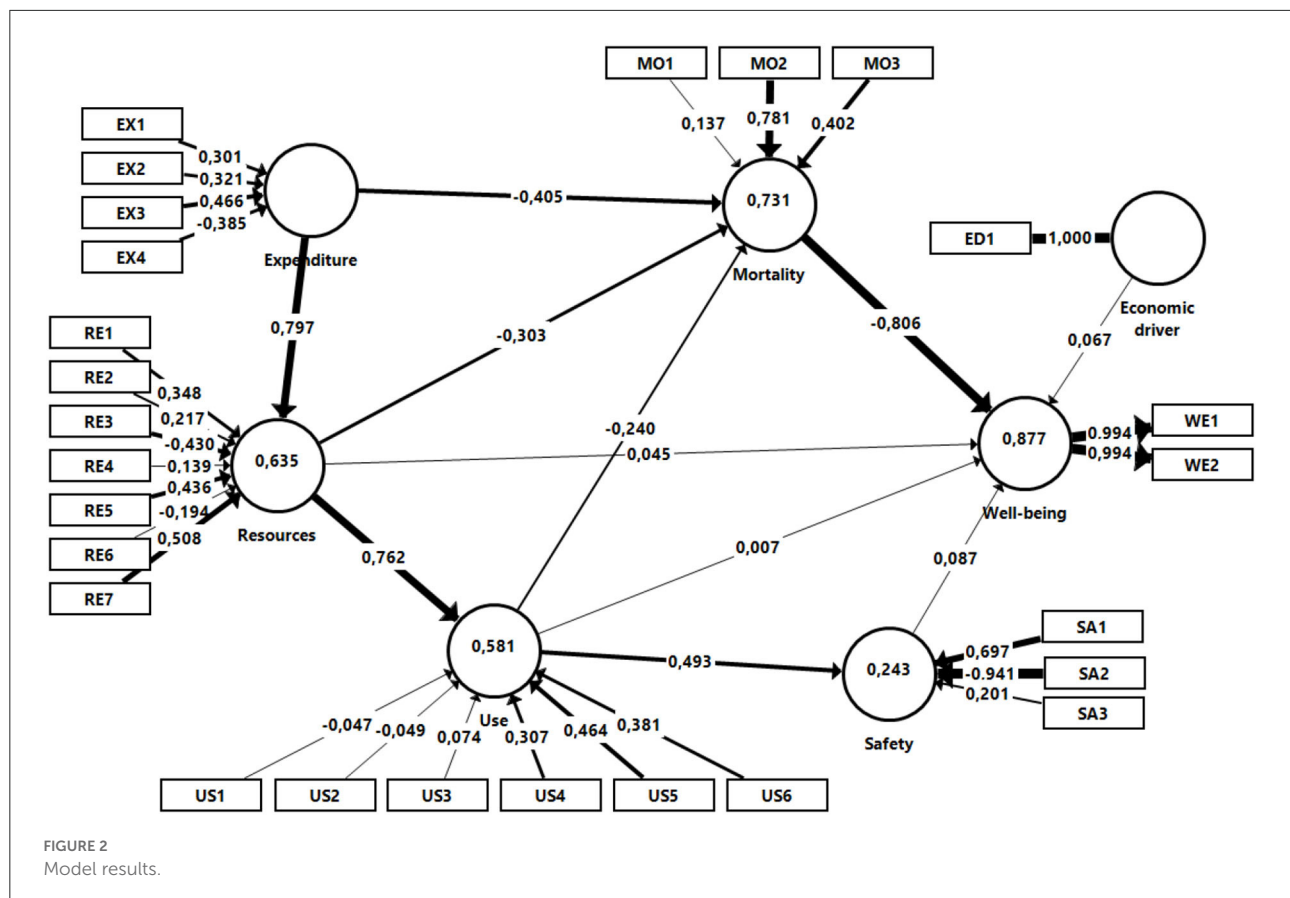 MO1
MO2
MO3
0,137
0,781
0,402
EX1
EX2
EX3
EX4
0,301
0,321
0,466
-0,385
Expenditure
-0,405
0,731
Mortality
ED1
1,000
Economic
driver
0,797
-0,303
-0,806
0,067
RE1
RE2
RE3
RE4
RE5
RE6
RE7
0,348
0,217
-0,430
0,139
0,436
-0,194
0,508
0,635
Resources
-0,240
0,045
0,877
Well-being
0.994
0,994
WE1
WE2
0,762
0,007
0,087
0,581
Use
0,493
0,243
Safety
0,697
-0.941
0,201
SA1
SA2
SA3
-0,047
-0,049
0,074
0,307
0,464
0,381
US1
US2
US3
US4
US5
US6
FIGURE 2
Model results.